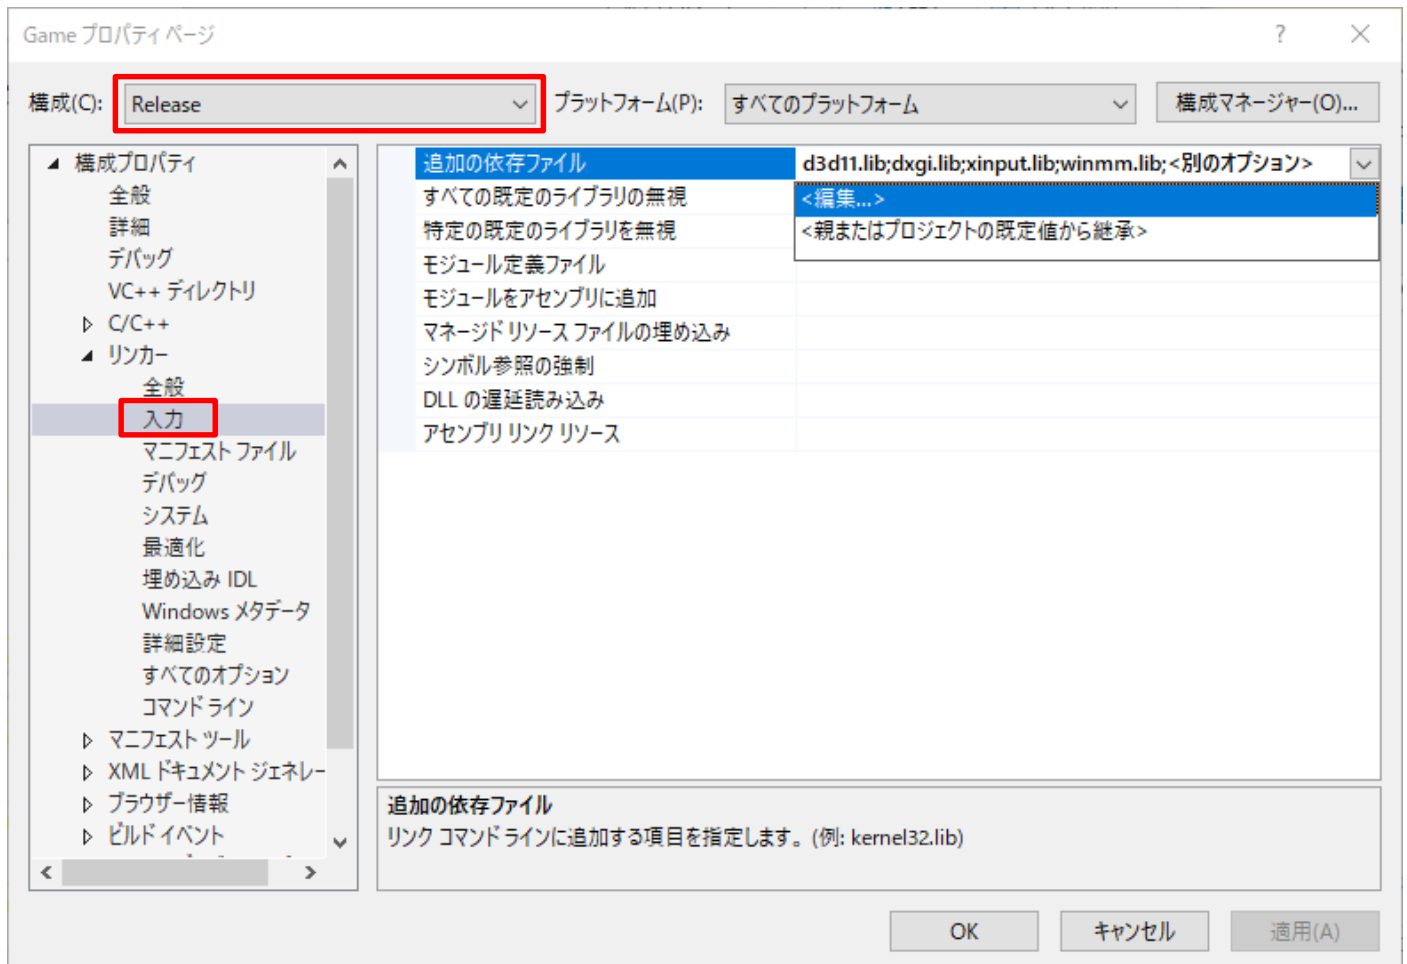 Game プロパティ ページ
?
構成(C):
Release
プラットフォーム(P):
すべてのプラットフォーム
構成マネージャー(O)...
構成プロパティ
全般
詳細
デバッグ
VC++ ディレクトリ
C/C++
リンカー
全般
入力
マニフェスト ファイル
デバッグ
システム
最適化
埋め込み IDL
Windows メタデータ
詳細設定
すべてのオプション
コマンド ライン
マニフェスト ツール
XML ドキュメント ジェネレー
ブラウザー情報
ビルド イベント
追加の依存ファイル
d3d11.lib;dxgi.lib;xinput.lib;winmm.lib;<別のオプション>
すべての既定のライブラリの無視
<編集...>
特定の既定のライブラリを無視
<親またはプロジェクトの既定値から継承>
モジュール定義ファイル
モジュールをアセンブリに追加
マネージド リソース ファイルの埋め込み
シンボル参照の強制
DLL の遅延読み込み
アセンブリ リンク リソース
追加の依存ファイル
リンク コマンド ラインに追加する項目を指定します。(例: kernel32.lib)
OK
キャンセル
適用(A)